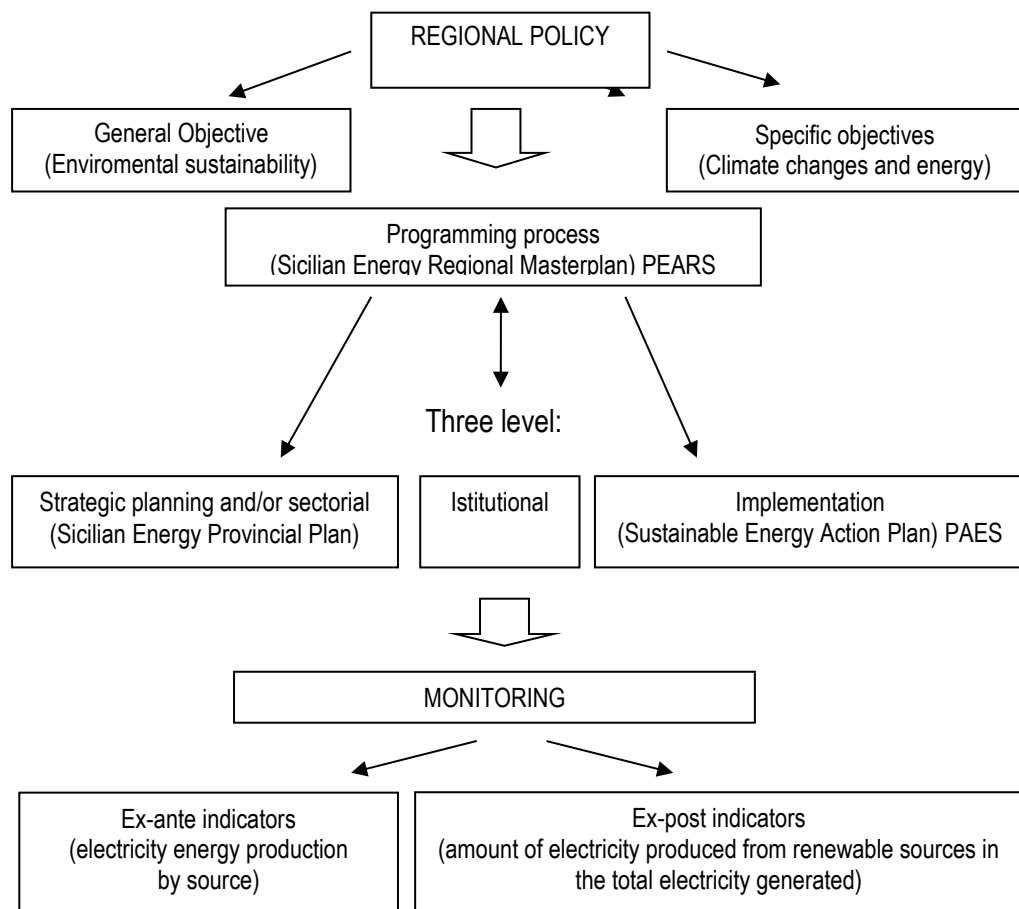 REGIONAL POLICY
General Objective
(Enviromental sustainability)
Specific objectives
(Climate changes and energy)
Programming process
(Sicilian Energy Regional Masterplan) PEARS
Three level:
Strategic planning and/or sectorial
(Sicilian Energy Provincial Plan)
Istitutional
Implementation
(Sustainable Energy Action Plan) PAES
MONITORING
Ex-ante indicators
(electricity energy production
by source)
Ex-post indicators
(amount of electricity produced from renewable sources in
the total electricity generated)